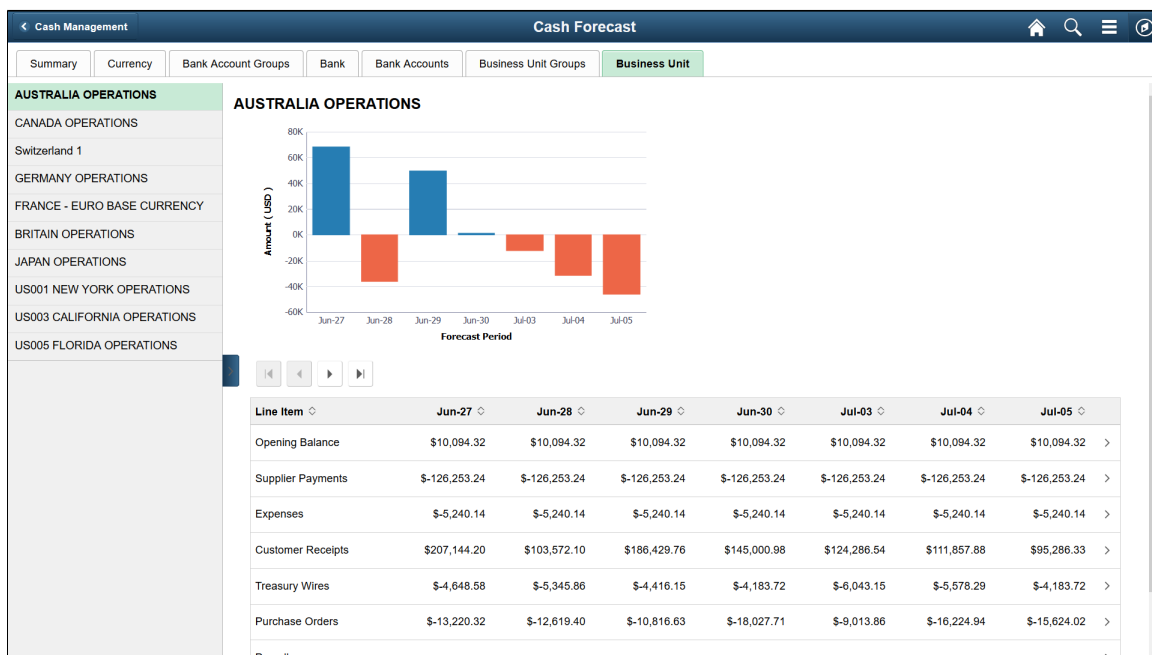 Cash Management
Cash Forecast
Summary Currency Bank Account Groups Bank Bank Accounts Business Unit Groups Business Unit
AUSTRALIA OPERATIONS
CANADA OPERATIONS
Switzerland 1
GERMANY OPERATIONS
FRANCE - EURO BASE CURRENCY
BRITAIN OPERATIONS
JAPAN OPERATIONS
US001 NEW YORK OPERATIONS
US003 CALIFORNIA OPERATIONS
US005 FLORIDA OPERATIONS
AUSTRALIA OPERATIONS
Amount ( USD )
80K
60K
40K
20K
0K
-20K
-40K
-60K
Jun-27 Jun-28 Jun-29 Jun-30 Jul-03 Jul-04 Jul-05
Forecast Period
Line Item Jun-27 Jun-28 Jun-29 Jun-30 Jul-03 Jul-04 Jul-05
Opening Balance $10,094.32 $10,094.32 $10,094.32 $10,094.32 $10,094.32 $10,094.32 $10,094.32
Supplier Payments $-126,253.24 $-126,253.24 $-126,253.24 $-126,253.24 $-126,253.24 $-126,253.24 $-126,253.24
Expenses $-5,240.14 $-5,240.14 $-5,240.14 $-5,240.14 $-5,240.14 $-5,240.14 $-5,240.14
Customer Receipts $207,144.20 $103,572.10 $186,429.76 $145,000.98 $124,286.54 $111,857.88 $95,286.33
Treasury Wires $-4,648.58 $-5,345.86 $-4,416.15 $-4,183.72 $-6,043.15 $-5,578.29 $-4,183.72
Purchase Orders $-13,220.32 $-12,619.40 $-10,816.63 $-18,027.71 $-9,013.86 $-16,224.94 $-15,624.02